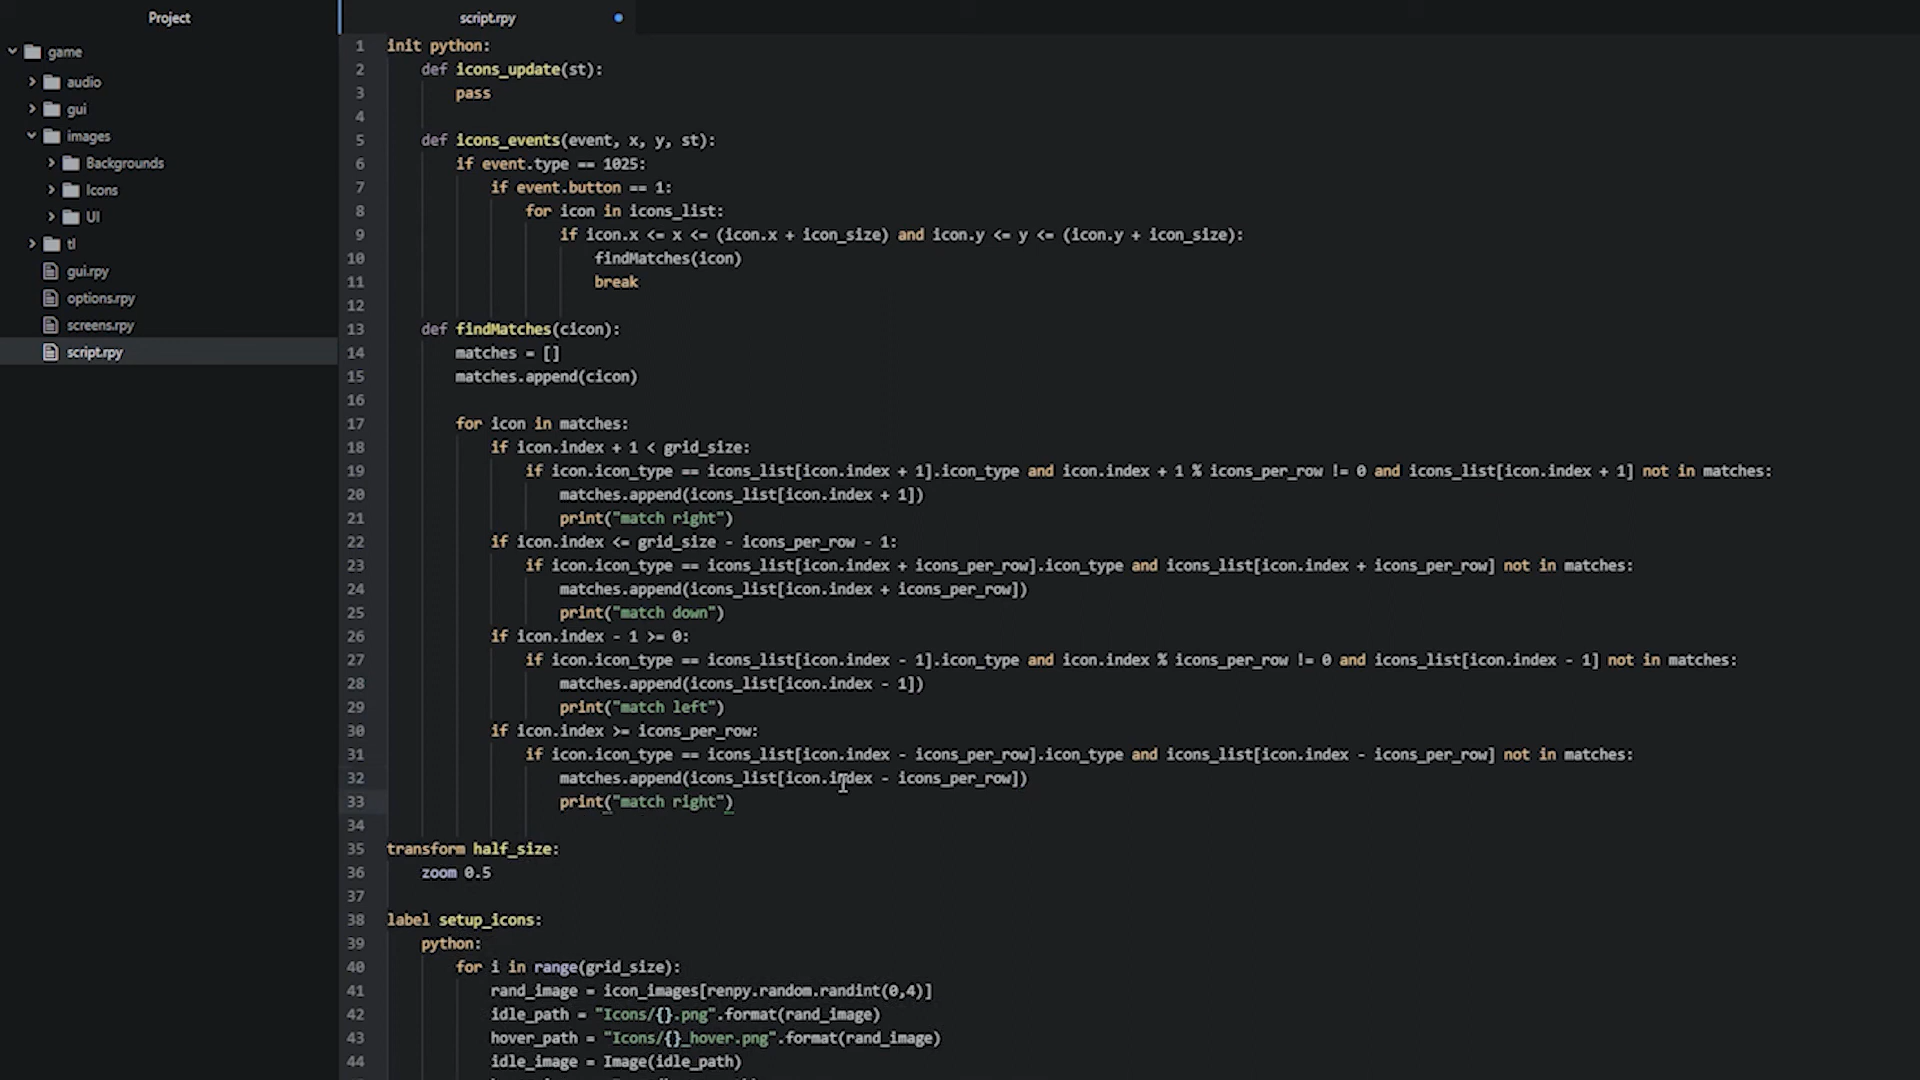 Project
game
audio
gui
images
Backgrounds
Icons
UI
tl
gui.rpy
options.rpy
screens.rpy
script.rpy
script.rpy
1 init python:
2 def icons_update(st):
3 pass
4
5 def icons_events(event, x, y, st):
6 if event.type == 1025:
7 if event.button == 1:
8 for icon in icons_list:
9 if icon.x <= x <= (icon.x + icon_size) and icon.y <= y <= (icon.y + icon_size):
10 findMatches(icon)
11 break
12
13 def findMatches(cicon):
14 matches = []
15 matches.append(cicon)
16
17 for icon in matches:
18 if icon.index + 1 < grid_size:
19 if icon.icon_type == icons_list[icon.index + 1].icon_type and icon.index + 1 % icons_per_row != 0 and icons_list[icon.index + 1] not in matches:
20 matches.append(icons_list[icon.index + 1])
21 print("match right")
22 if icon.index <= grid_size - icons_per_row - 1:
23 if icon.icon_type == icons_list[icon.index + icons_per_row].icon_type and icons_list[icon.index + icons_per_row] not in matches:
24 matches.append(icons_list[icon.index + icons_per_row])
25 print("match down")
26 if icon.index - 1 >= 0:
27 if icon.icon_type == icons_list[icon.index - 1].icon_type and icon.index % icons_per_row != 0 and icons_list[icon.index - 1] not in matches:
28 matches.append(icons_list[icon.index - 1])
29 print("match left")
30 if icon.index >= icons_per_row:
31 if icon.icon_type == icons_list[icon.index - icons_per_row].icon_type and icons_list[icon.index - icons_per_row] not in matches:
32 matches.append(icons_list[icon.index - icons_per_row])
33 print("match right")
34
35 transform half_size:
36 zoom 0.5
37
38 label setup_icons:
39 python:
40 for i in range(grid_size):
41 rand_image = icon_images[renpy.random.randint(0,4)]
42 idle_path = "Icons/{}.png".format(rand_image)
43 hover_path = "Icons/{}_hover.png".format(rand_image)
44 idle_image = Image(idle_path)